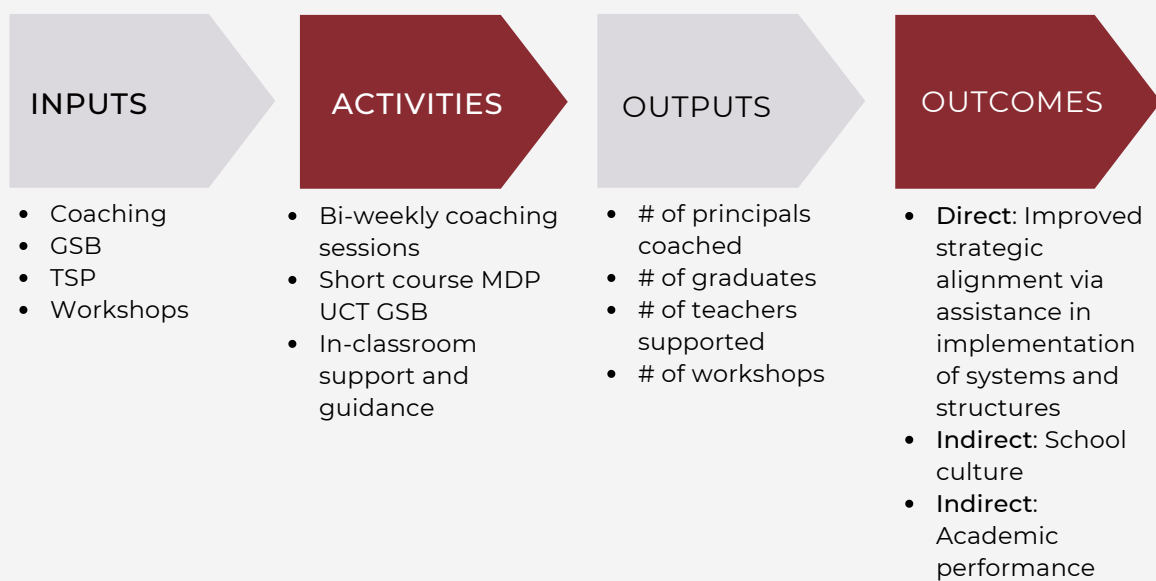 INPUTS
• Coaching
• GSB
• TSP
• Workshops
ACTIVITIES
• Bi-weekly coaching
sessions
• Short course MDP
UCT GSB
• In-classroom
support and
guidance
OUTPUTS
• # of principals
coached
• # of graduates
• # of teachers
supported
• # of workshops
OUTCOMES
• Direct: Improved
strategic
alignment via
assistance in
implementation
of systems and
structures
• Indirect: School
culture
• Indirect:
Academic
performance